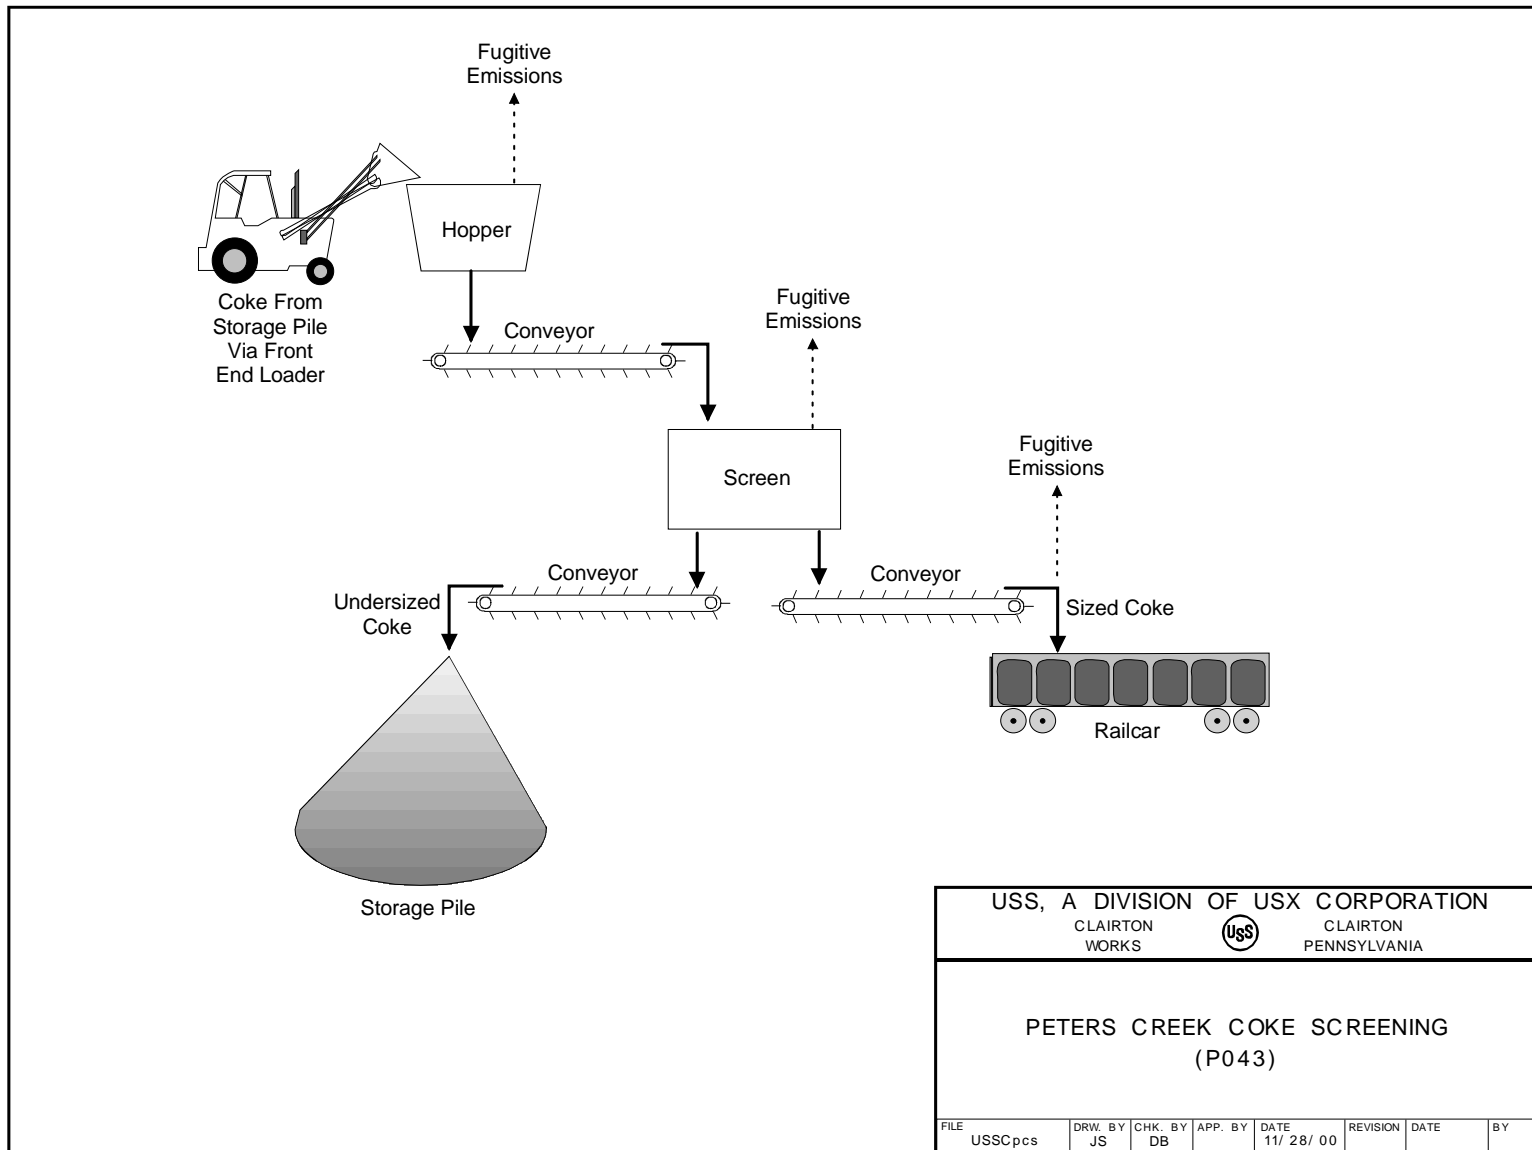 Fugitive
Emissions
Hopper
Coke From
Storage Pile
Via Front
End Loader
Conveyor
Fugitive
Emissions
Screen
Fugitive
Emissions
Conveyor
Conveyor
Undersized
Coke
Sized Coke
Railcar
Storage Pile
USS, A DIVISION OF USX CORPORATION
CLAIRTON
WORKS
USS
CLAIRTON
PENNSYLVANIA
PETERS CREEK COKE SCREENING
(P043)
FILE
USSCpcs
DRW. BY
JS
CHK. BY
DB
APP. BY
DATE
11/ 28/ 00
REVISION
DATE
BY